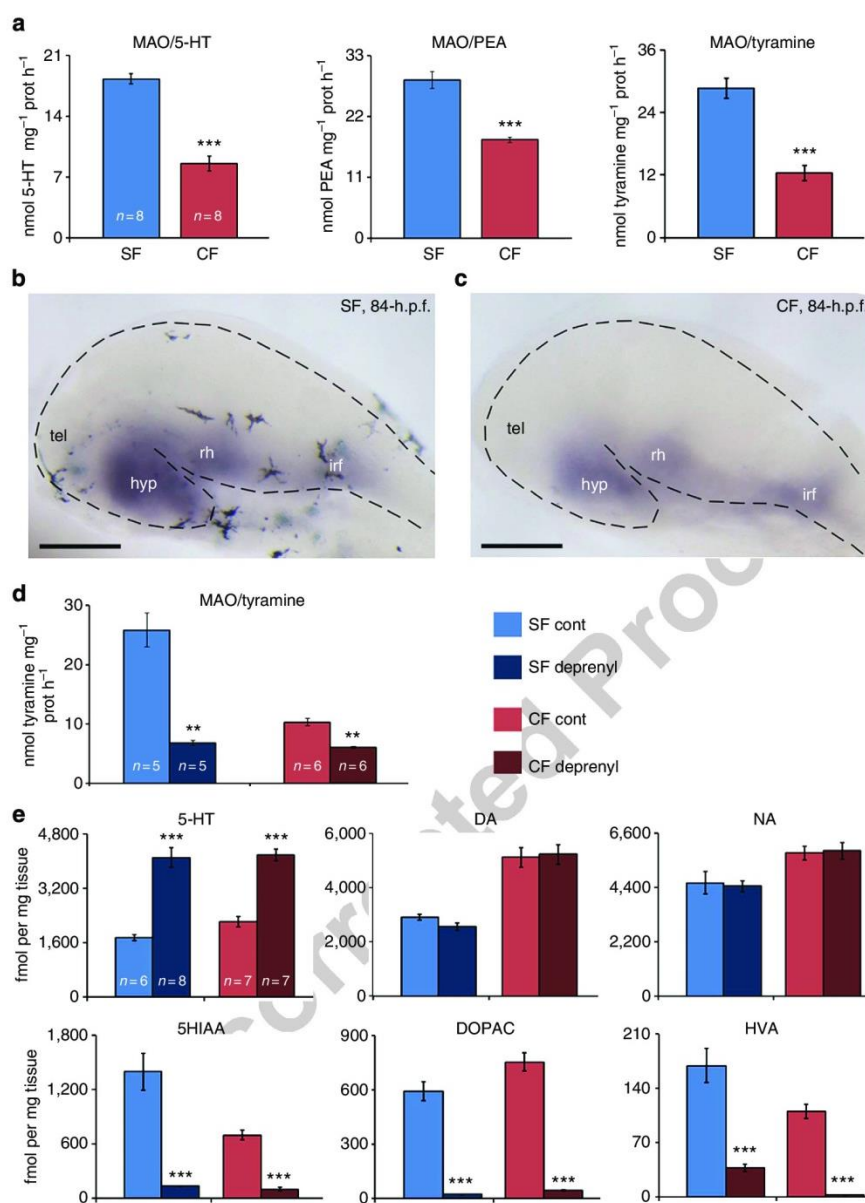 a
MAO/5-HT
MAO/PEA
MAO/tyramine
nmol 5-HT mg⁻¹ prot h⁻¹
21
14
7
0
***
n=8
n=8
SF
CF
nmol PEA mg⁻¹ prot h⁻¹
33
22
11
0
***
SF
CF
nmol tyramine mg⁻¹ prot h⁻¹
36
24
12
0
***
SF
CF
b
SF, 84-h.p.f.
tel
hyp
rh
irf
c
CF, 84-h.p.f.
tel
hyp
rh
irf
d
MAO/tyramine
nmol tyramine mg⁻¹
prot h⁻¹
30
20
10
0
**
**
n=5
n=5
n=6
n=6
SF cont
SF deprenyl
CF cont
CF deprenyl
e
5-HT
DA
NA
fmol per mg tissue
4,800
3,200
1,600
0
***
***
n=6
n=8
n=7
n=7
6,000
4,000
2,000
0
6,600
4,400
2,200
0
5HIAA
DOPAC
HVA
fmol per mg tissue
1,800
1,200
600
0
***
***
900
600
300
0
***
***
210
140
70
0
***
***